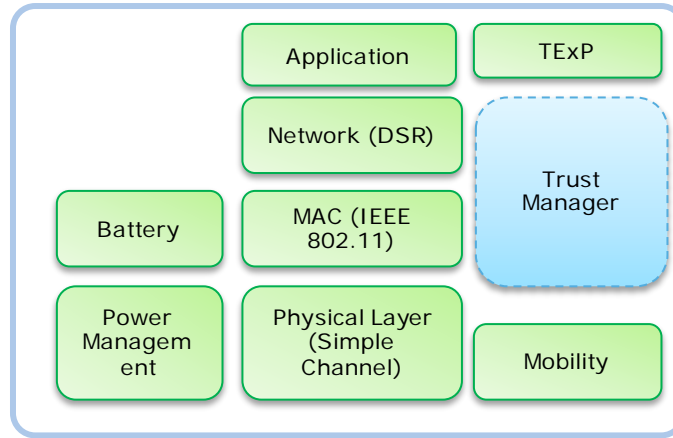 Application
TExP
Network (DSR)
Trust
Manager
Battery
MAC (IEEE
802.11)
Power
Managem
ent
Physical Layer
(Simple
Channel)
Mobility